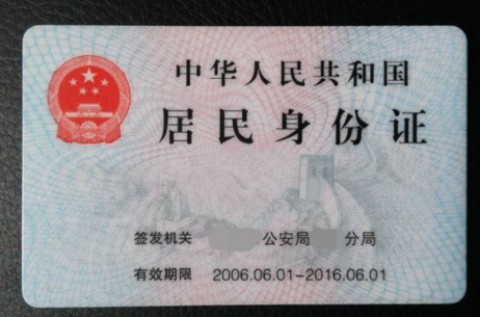 中华人民共和国
居民身份证
签发机关 公安局 分局
有效期限 2006.06.01-2016.06.01